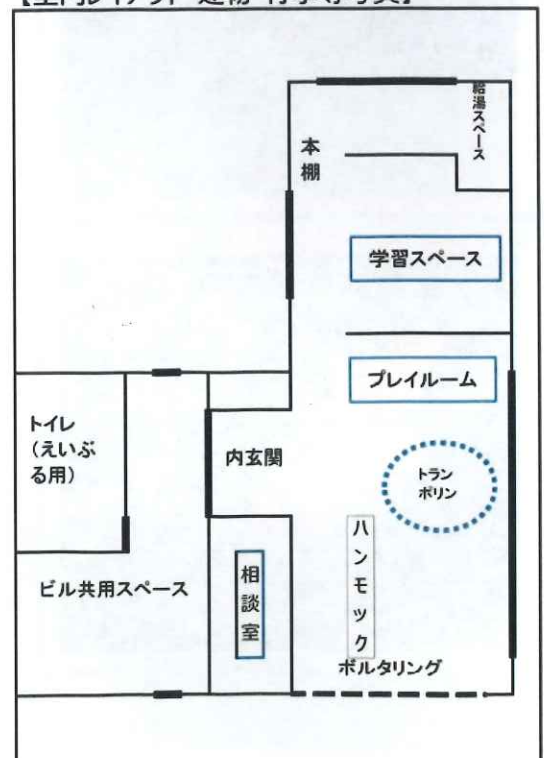 給湯スペース
本棚
学習スペース
プレイルーム
トイレ
(えいぶ
る用)
内玄関
トラン
ポリン
ハンモック
ビル共用スペース
相談室
ボルタリング